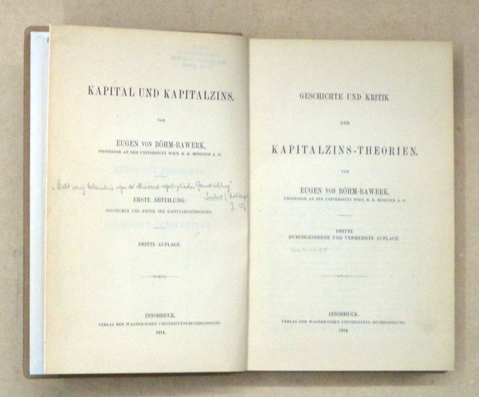 KAPITAL UND KAPITALZINS.
VON
EUGEN VON BÖHM-BAWERK,
PROFESSOR AN DER UNIVERSITÄT WIEN, K. K. MINISTER A. D.
ERSTE ABTEILUNG:
GESCHICHTE UND KRITIK DER KAPITALZINSTHEORIEN.
DRITTE AUFLAGE.
INNSBRUCK.
VERLAG DER WAGNER'SCHEN UNIVERSITÄTS-BUCHHANDLUNG.
1914.
GESCHICHTE UND KRITIK
DER
KAPITALZINS-THEORIEN.
VON
EUGEN VON BÖHM-BAWERK,
PROFESSOR AN DER UNIVERSITÄT WIEN, K. K. MINISTER A. D.
DRITTE
DURCHGESEHENE UND VERMEHRTE AUFLAGE.
INNSBRUCK.
VERLAG DER WAGNER'SCHEN UNIVERSITÄTS-BUCHHANDLUNG.
1914.